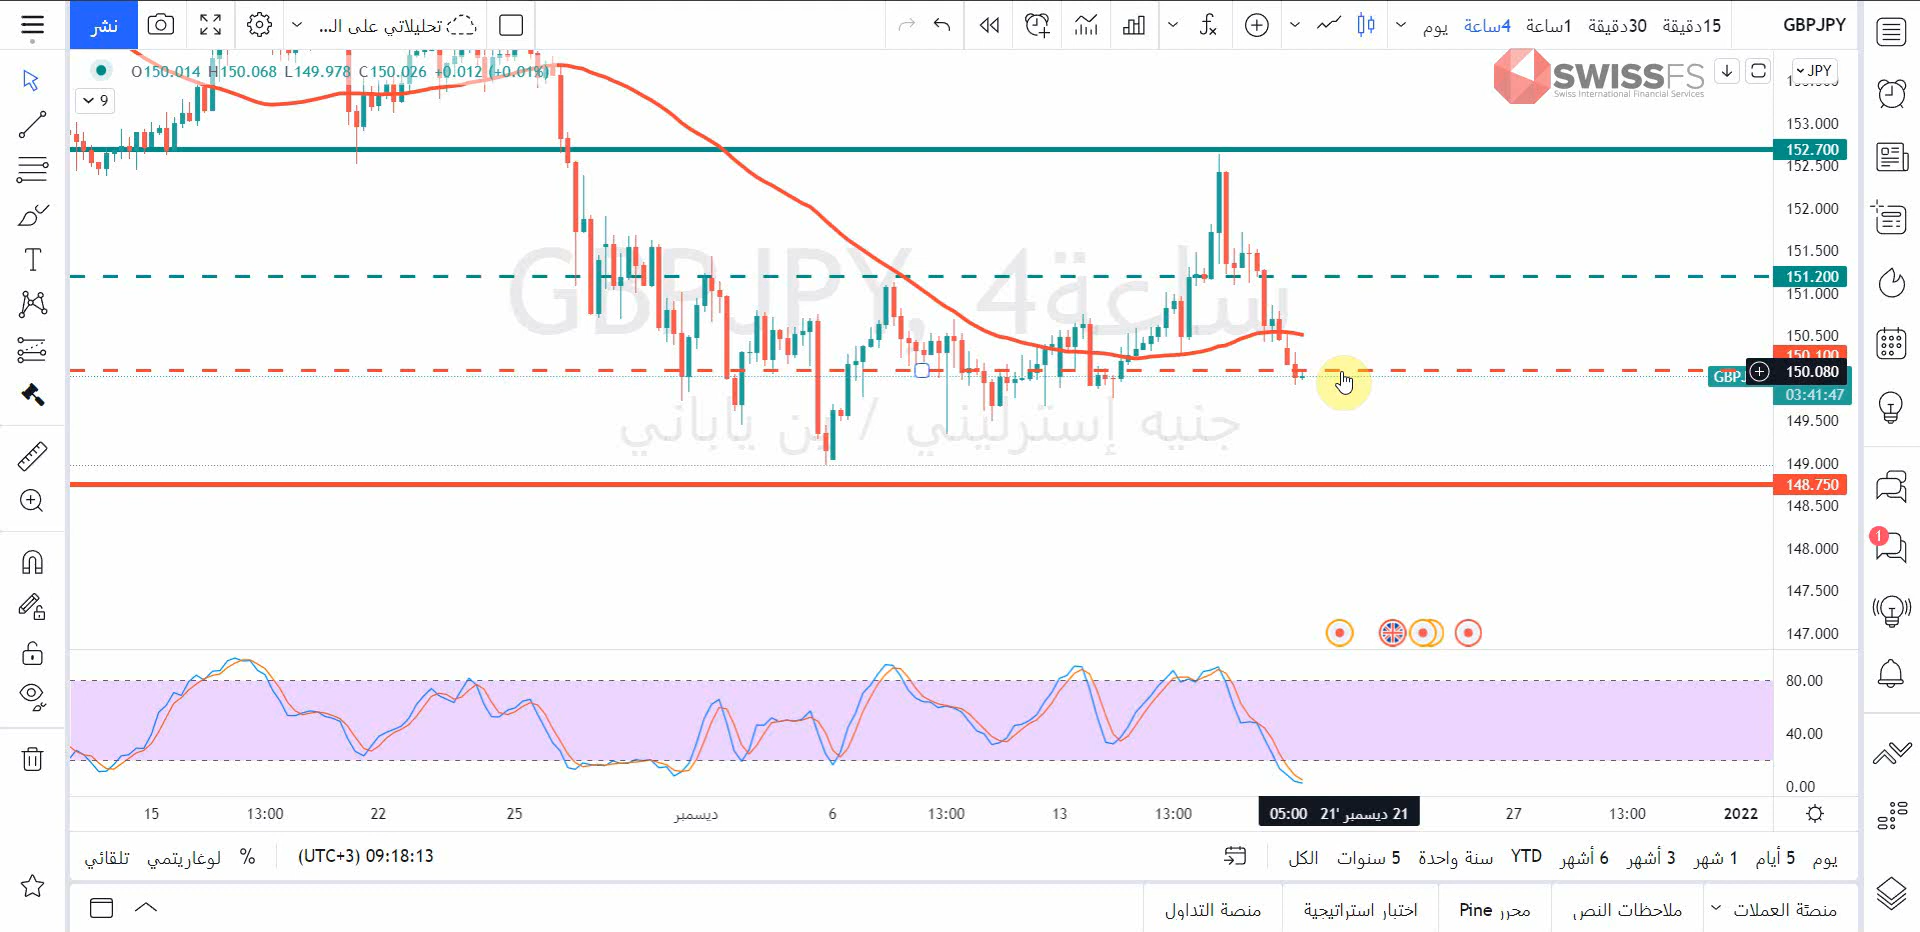 نشر
تحليلاتي على الـ...
يوم
4ساعة
1ساعة
30دقيقة
15دقيقة
GBPJPY
O150.014 H150.068 L149.978 C150.026 +0.012 (+0.01%)
9
SWISSFS
Swiss International Financial Services
JPY
153.000
152.700
152.500
152.000
151.500
151.200
151.000
150.500
150.100
150.080
03:41:47
149.500
149.000
148.750
148.500
148.000
147.500
147.000
GBPJPY, 4ساعة
جنيه إسترليني / ين ياباني
1
80.00
40.00
0.00
15
13:00
22
25
ديسمبر
6
13:00
13
13:00
21 ديسمبر '21 05:00
27
13:00
2022
تلقائي
لوغاريتمي
%
09:18:13 (UTC+3)
الكل
5 سنوات
سنة واحدة
YTD
6 أشهر
3 أشهر
1 شهر
5 أيام
يوم
منصة التداول
اختبار استراتيجية
محرر Pine
ملاحظات النص
منصئة العملات